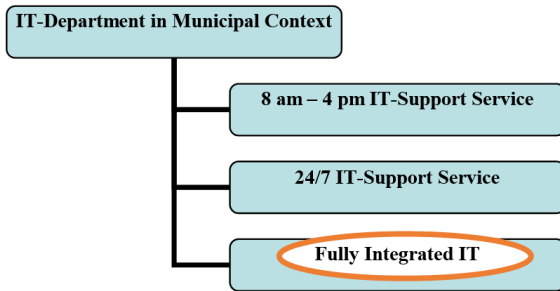 IT-Department in Municipal Context
8 am – 4 pm IT-Support Service
24/7 IT-Support Service
Fully Integrated IT